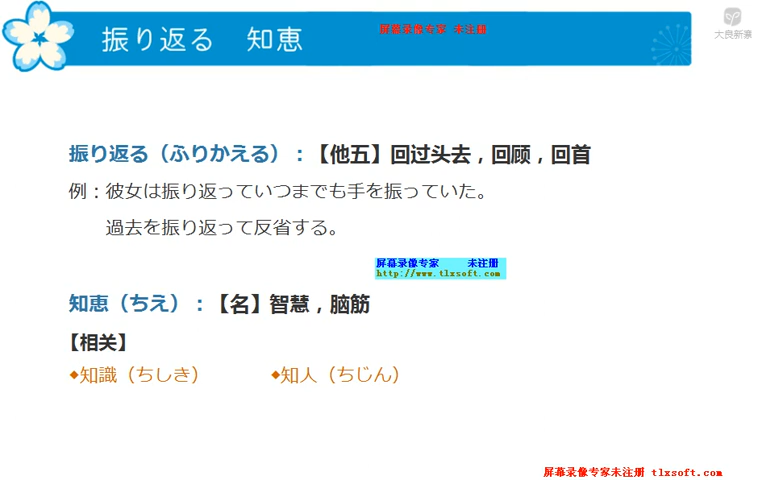 振り返る　知恵
屏幕录像专家 未注册
大良新素
振り返る（ふりかえる）：【他五】回过头去，回顾，回首
例：彼女は振り返っていつまでも手を振っていた。
過去を振り返って反省する。
屏幕录像专家 未注册
http://www.tlxsoft.com
知恵（ちえ）：【名】智慧，脑筋
【相关】
◆知識（ちしき） ◆知人（ちじん）
屏幕录像专家未注册 tlxsoft.com